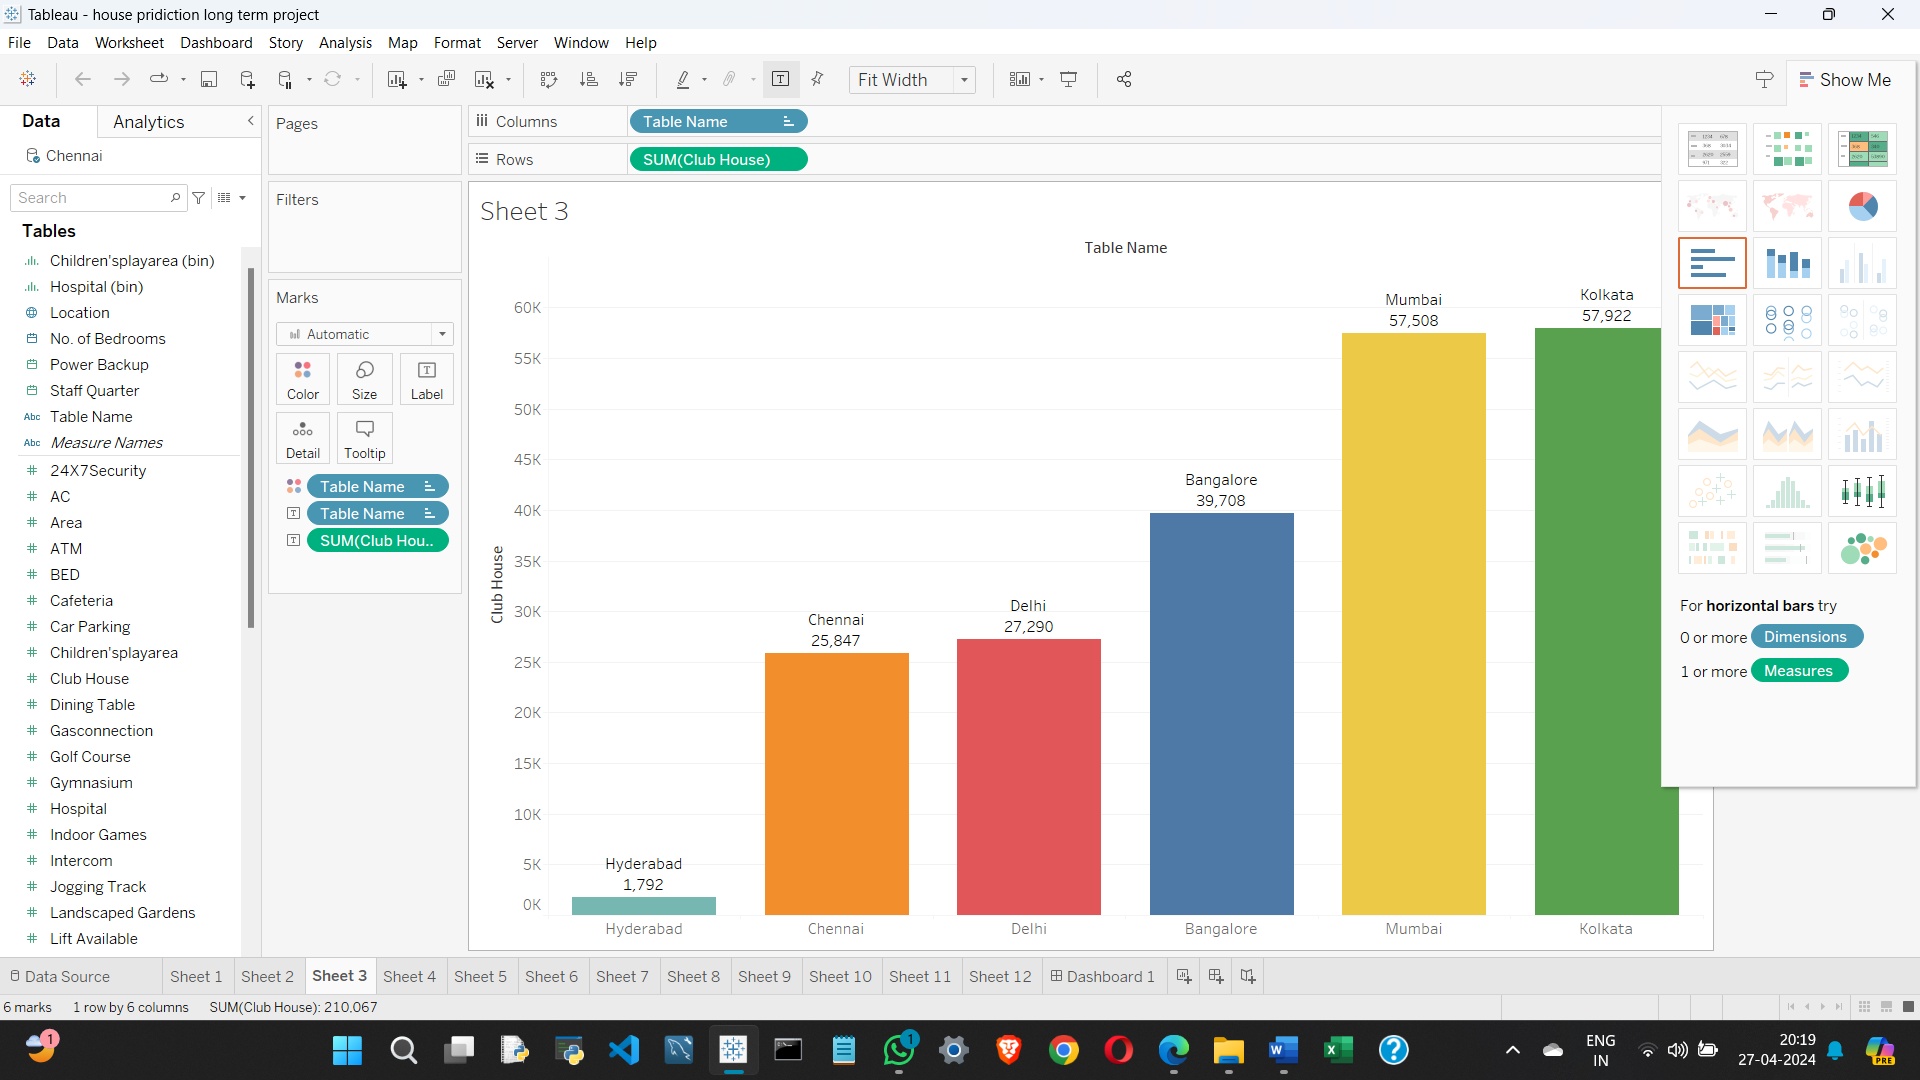 Tableau - house pridiction long term project
File Data Worksheet Dashboard Story Analysis Map Format Server Window Help
Fit Width
Show Me
Data Analytics
Chennai
Search
Tables
Children'splayarea (bin)
Hospital (bin)
Location
No. of Bedrooms
Power Backup
Staff Quarter
Abc Table Name
Abc Measure Names
24X7Security
AC
Area
ATM
BED
Cafeteria
Car Parking
Children'splayarea
Club House
Dining Table
Gasconnection
Golf Course
Gymnasium
Hospital
Indoor Games
Intercom
Jogging Track
Landscaped Gardens
Lift Available
Pages
Filters
Marks
Automatic
Color Size Label
Detail Tooltip
Table Name
Table Name
SUM(Club Hou..
Columns Table Name
Rows SUM(Club House)
Sheet 3
Table Name
Club House
60K
55K
50K
45K
40K
35K
30K
25K
20K
15K
10K
5K
0K
Hyderabad
1,792
Chennai
25,847
Delhi
27,290
Bangalore
39,708
Mumbai
57,508
Kolkata
57,922
Hyderabad Chennai Delhi Bangalore Mumbai Kolkata
For horizontal bars try
0 or more Dimensions
1 or more Measures
Data Source Sheet 1 Sheet 2 Sheet 3 Sheet 4 Sheet 5 Sheet 6 Sheet 7 Sheet 8 Sheet 9 Sheet 10 Sheet 11 Sheet 12 Dashboard 1
6 marks 1 row by 6 columns SUM(Club House): 210,067
1
1
ENG
IN
20:19
27-04-2024
PRE